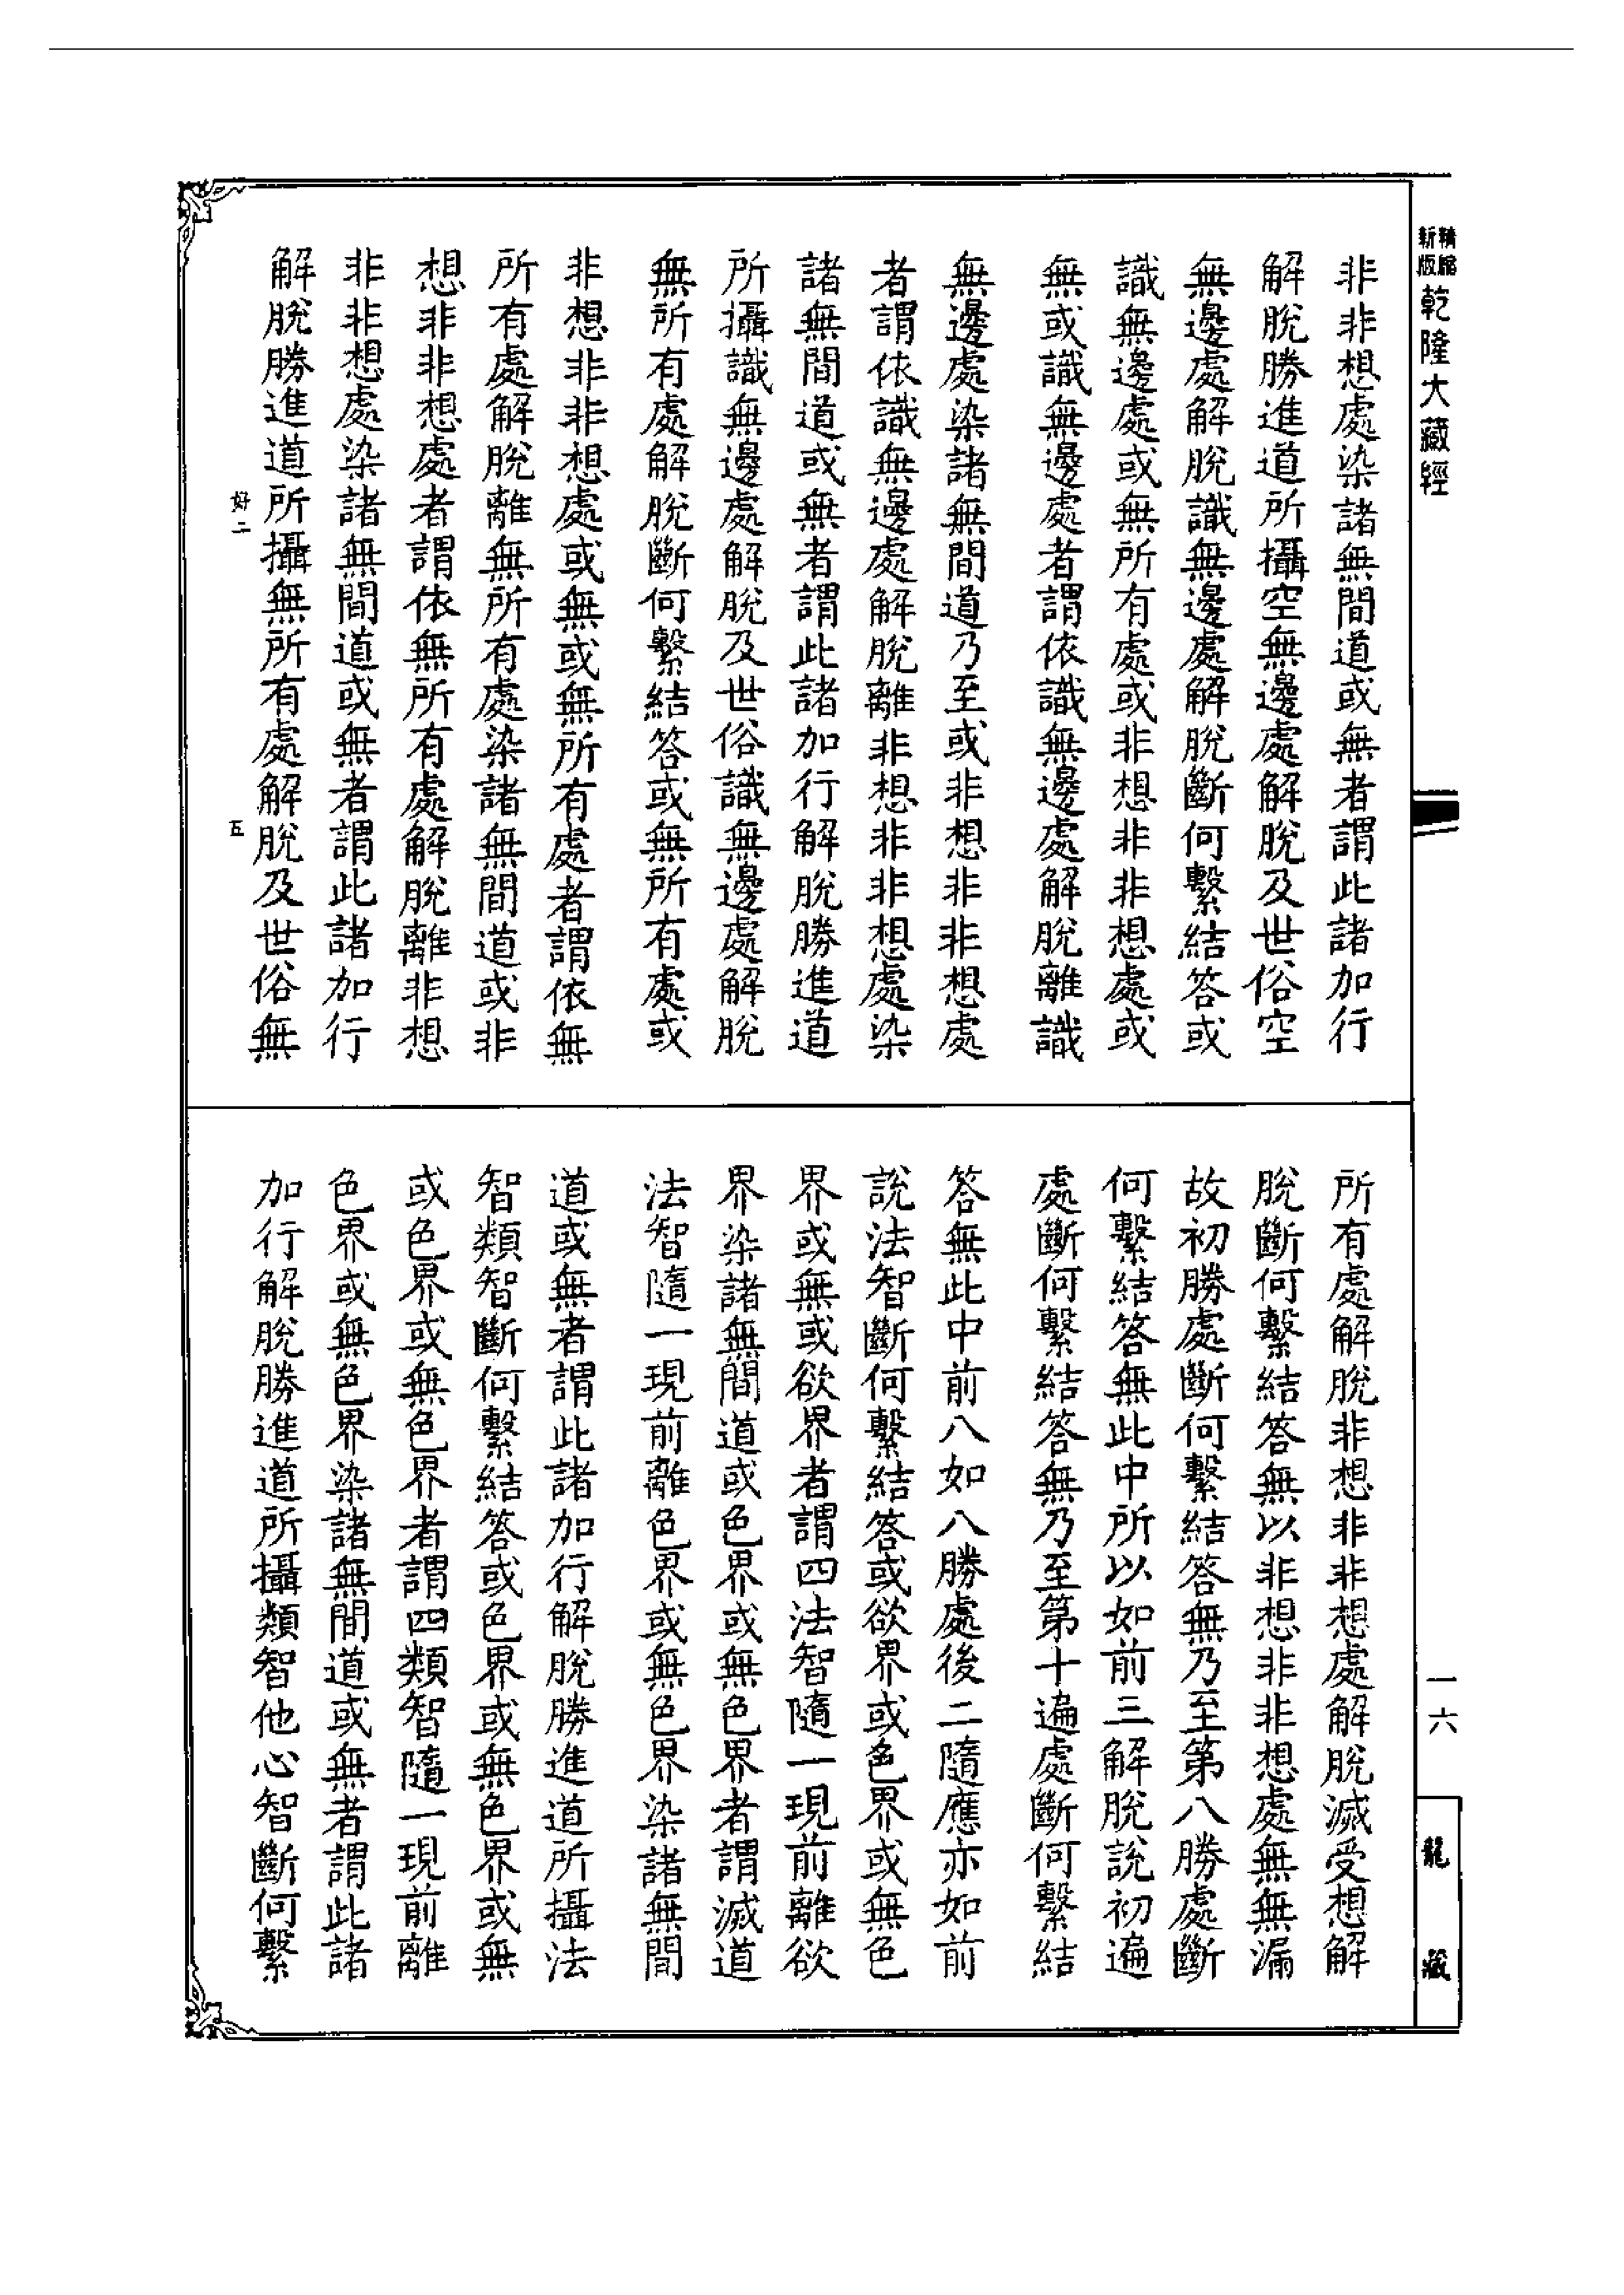 精縮
新版
乾隆大藏經
一六
龍藏
非非想處染諸無間道或無者謂此諸加行
解脫勝進道所攝空無邊處解脫及世俗空
無邊處解脫識無邊處解脫斷何繫結答或
識無邊處或無所有處或非想非非想處或
無或識無邊處者謂依識無邊處解脫離識
無邊處染諸無間道乃至或非想非非想處
者謂依識無邊處解脫離非想非非想處染
諸無間道或無者謂此諸加行解脫勝進道
所攝識無邊處解脫及世俗識無邊處解脫
無所有處解脫斷何繫結答或無所有處或
非想非非想處或無或無所有處者謂依無
所有處解脫離無所有處染諸無間道或非
想非非想處者謂依無所有處解脫離非想
非非想處染諸無間道或無者謂此諸加行
解脫勝進道所攝無所有處解脫及世俗無
好二
五
所有處解脫非想非非想處解脫滅受想解
脫斷何繫結答無以非想非非想處無無漏
故初勝處斷何繫結答無乃至第八勝處斷
何繫結答無此中所以如前三解脫說初遍
處斷何繫結答無乃至第十遍處斷何繫結
答無此中前八如八勝處後二隨應亦如前
說法智斷何繫結答或欲界或色界或無色
界或無或欲界者謂四法智隨一現前離欲
界染諸無間道或色界或無色界者謂滅道
法智隨一現前離色界或無色界染諸無間
道或無者謂此諸加行解脫勝進道所攝法
智類智斷何繫結答或色界或無色界或無
或色界或無色界者謂四類智隨一現前離
色界或無色界染諸無間道或無者謂此諸
加行解脫勝進道所攝類智他心智斷何繫